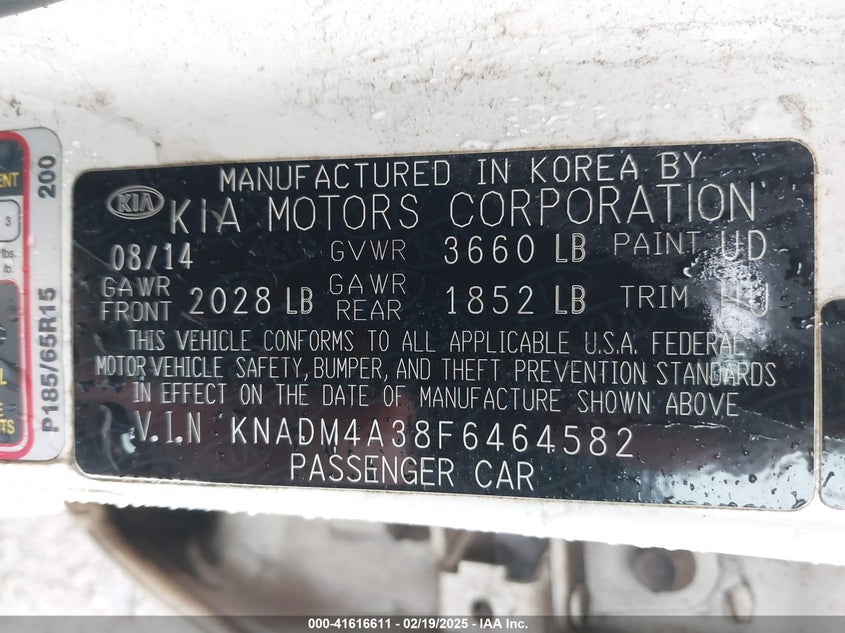 MANUFACTURED IN KOREA BY
KIA
KIA MOTORS CORPORATION
08/14 GVWR 3660 LB PAINT UD
GAWR FRONT 2028 LB GAWR REAR 1852 LB TRIM
THIS VEHICLE CONFORMS TO ALL APPLICABLE U.S.A. FEDERAL
MOTOR VEHICLE SAFETY, BUMPER, AND THEFT PREVENTION STANDARDS
IN EFFECT ON THE DATE OF MANUFACTURE SHOWN ABOVE
V.I.N KNADM4A38F6464582
PASSENGER CAR
P185/65R15 200
3
lbs.
lb.
000-41616611 / 02/19/2025 - IAA Inc.